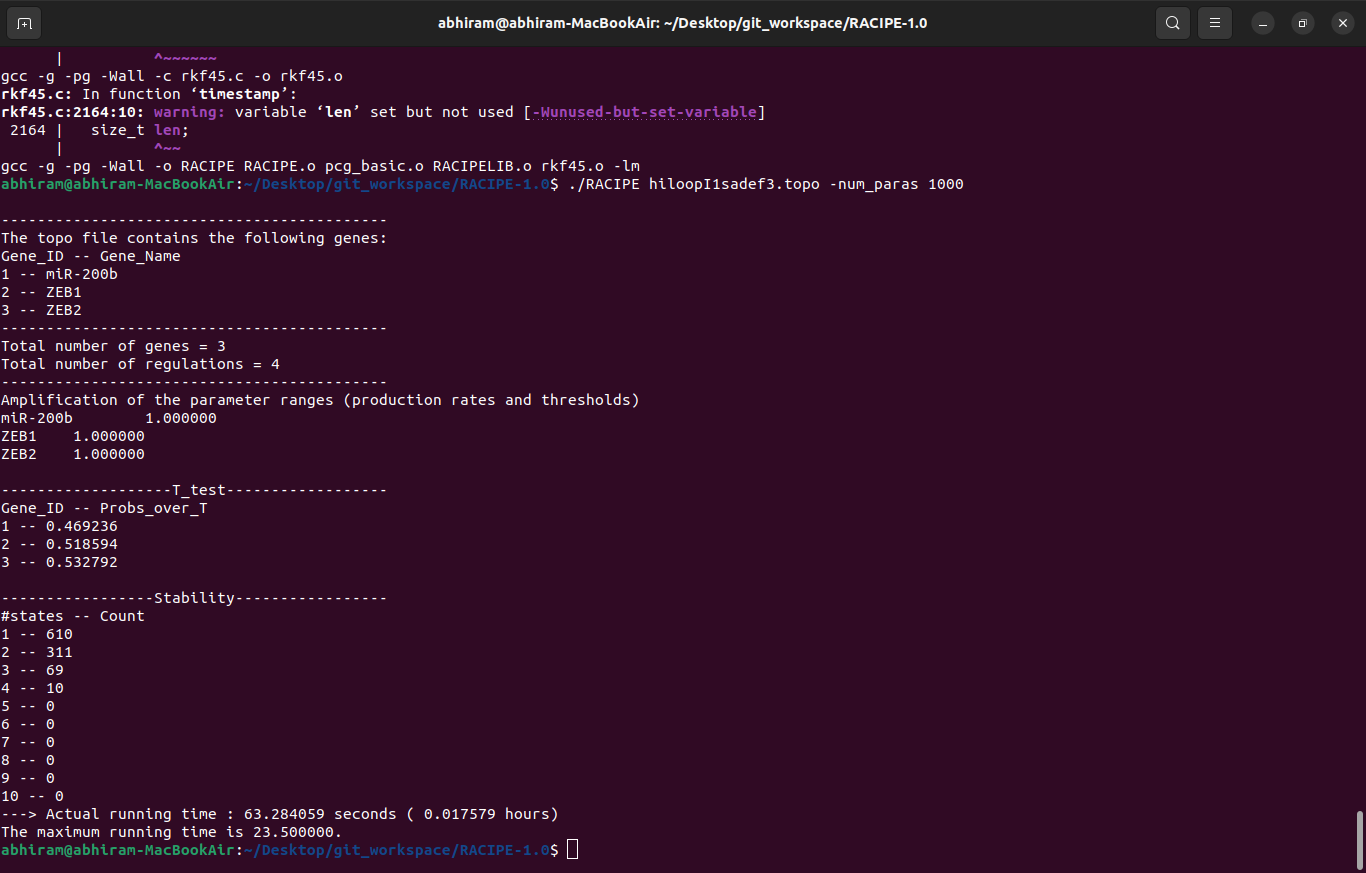 abhiram@abhiram-MacBookAir: ~/Desktop/git_workspace/RACIPE-1.0
      |          ^~~~~~~
gcc -g -pg -Wall -c rkf45.c -o rkf45.o
rkf45.c: In function ‘timestamp’:
rkf45.c:2164:10: warning: variable ‘len’ set but not used [-Wunused-but-set-variable]
 2164 |   size_t len;
      |          ^~~
gcc -g -pg -Wall -o RACIPE RACIPE.o pcg_basic.o RACIPELIB.o rkf45.o -lm
abhiram@abhiram-MacBookAir:~/Desktop/git_workspace/RACIPE-1.0$ ./RACIPE hiloopI1sadef3.topo -num_paras 1000
-------------------------------------------
The topo file contains the following genes:
Gene_ID -- Gene_Name
1 -- miR-200b
2 -- ZEB1
3 -- ZEB2
-------------------------------------------
Total number of genes = 3
Total number of regulations = 4
-------------------------------------------
Amplification of the parameter ranges (production rates and thresholds)
miR-200b        1.000000
ZEB1    1.000000
ZEB2    1.000000
-------------------T_test------------------
Gene_ID -- Probs_over_T
1 -- 0.469236
2 -- 0.518594
3 -- 0.532792
-----------------Stability-----------------
#states -- Count
1 -- 610
2 -- 311
3 -- 69
4 -- 10
5 -- 0
6 -- 0
7 -- 0
8 -- 0
9 -- 0
10 -- 0
---> Actual running time : 63.284059 seconds ( 0.017579 hours)
The maximum running time is 23.500000.
abhiram@abhiram-MacBookAir:~/Desktop/git_workspace/RACIPE-1.0$